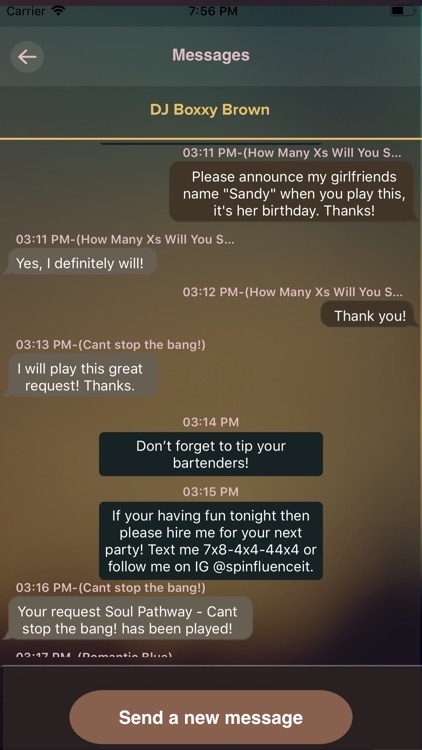 Carrier 7:56 PM
Messages
DJ Boxxy Brown
03:11 PM-(How Many Xs Will You S...
Please announce my girlfriends
name "Sandy" when you play this,
it's her birthday. Thanks!
03:11 PM-(How Many Xs Will You S...
Yes, I definitely will!
03:12 PM-(How Many Xs Will You S...
Thank you!
03:13 PM-(Cant stop the bang!)
I will play this great
request! Thanks.
03:14 PM
Don’t forget to tip your
bartenders!
03:15 PM
If your having fun tonight then
please hire me for your next
party! Text me 7x8-4x4-44x4 or
follow me on IG @spinfluenceit.
03:16 PM-(Cant stop the bang!)
Your request Soul Pathway - Cant
stop the bang! has been played!
03:17 PM-(Romantic Blue)
Send a new message